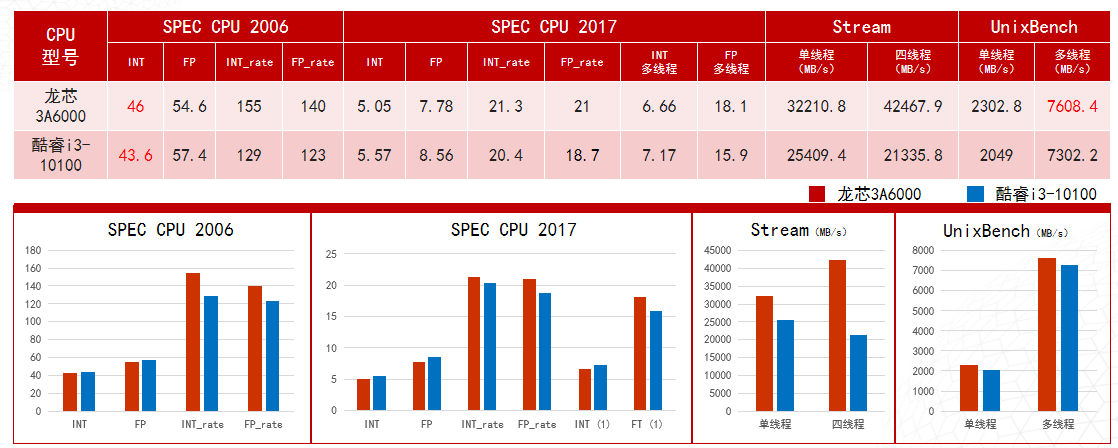 CPU 型号 SPEC CPU 2006 SPEC CPU 2017 Stream UnixBench
INT FP INT_rate FP_rate INT FP INT_rate FP_rate INT 多线程 FP 多线程 单线程 (MB/s) 四线程 (MB/s) 单线程 (MB/s) 多线程 (MB/s)
龙芯 3A6000 46 54.6 155 140 5.05 7.78 21.3 21 6.66 18.1 32210.8 42467.9 2302.8 7608.4
酷睿i3-10100 43.6 57.4 129 123 5.57 8.56 20.4 18.7 7.17 15.9 25409.4 21335.8 2049 7302.2
龙芯3A6000 酷睿i3-10100
SPEC CPU 2006
180
160
140
120
100
80
60
40
20
0
INT FP INT_rate FP_rate
SPEC CPU 2017
25
20
15
10
5
0
INT FP INT_rate FP_rate INT (1) FT (1)
Stream (MB/s)
45000
40000
35000
30000
25000
20000
15000
10000
5000
0
单线程 四线程
UnixBench (MB/s)
8000
7000
6000
5000
4000
3000
2000
1000
0
单线程 多线程